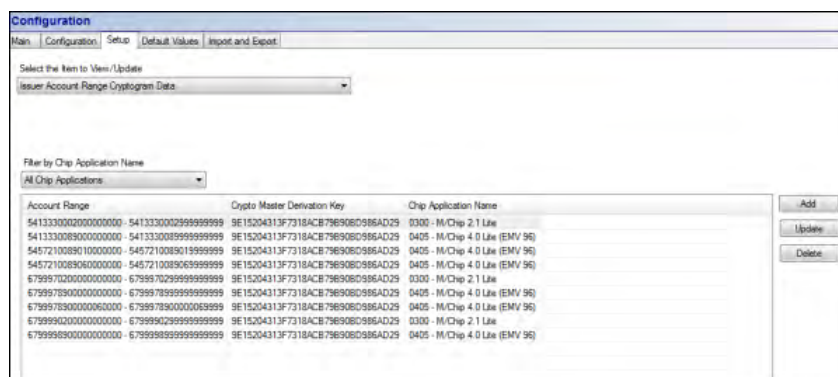 Configuration
Main Configuration Setup Default Values Import and Export
Select the Item to View/Update
Issuer Account Range Cryptogram Data
Filter by Chip Application Name
All Chip Applications
Account Range Crypto Master Derivation Key Chip Application Name
Add
5413330002000000000 - 5413330002999999999 9E15204313F7318ACB79B90BD986AD29 0300 - M/Chip 2.1 Lite
5413330089000000000 - 5413330089999999999 9E15204313F7318ACB79B90BD986AD29 0405 - M/Chip 4.0 Lite (EMV 96)
Update
5457210089010000000 - 5457210089019999999 9E15204313F7318ACB79B90BD986AD29 0405 - M/Chip 4.0 Lite (EMV 96)
5457210089060000000 - 5457210089069999999 9E15204313F7318ACB79B90BD986AD29 0405 - M/Chip 4.0 Lite (EMV 96)
Delete
6799970200000000000 - 6799970299999999999 9E15204313F7318ACB79B90BD986AD29 0300 - M/Chip 2.1 Lite
6799978900000000000 - 6799978999999999999 9E15204313F7318ACB79B90BD986AD29 0405 - M/Chip 4.0 Lite (EMV 96)
6799978900000060000 - 6799978900000069999 9E15204313F7318ACB79B90BD986AD29 0405 - M/Chip 4.0 Lite (EMV 96)
6799990200000000000 - 6799990299999999999 9E15204313F7318ACB79B90BD986AD29 0300 - M/Chip 2.1 Lite
6799998900000000000 - 6799998999999999999 9E15204313F7318ACB79B90BD986AD29 0405 - M/Chip 4.0 Lite (EMV 96)